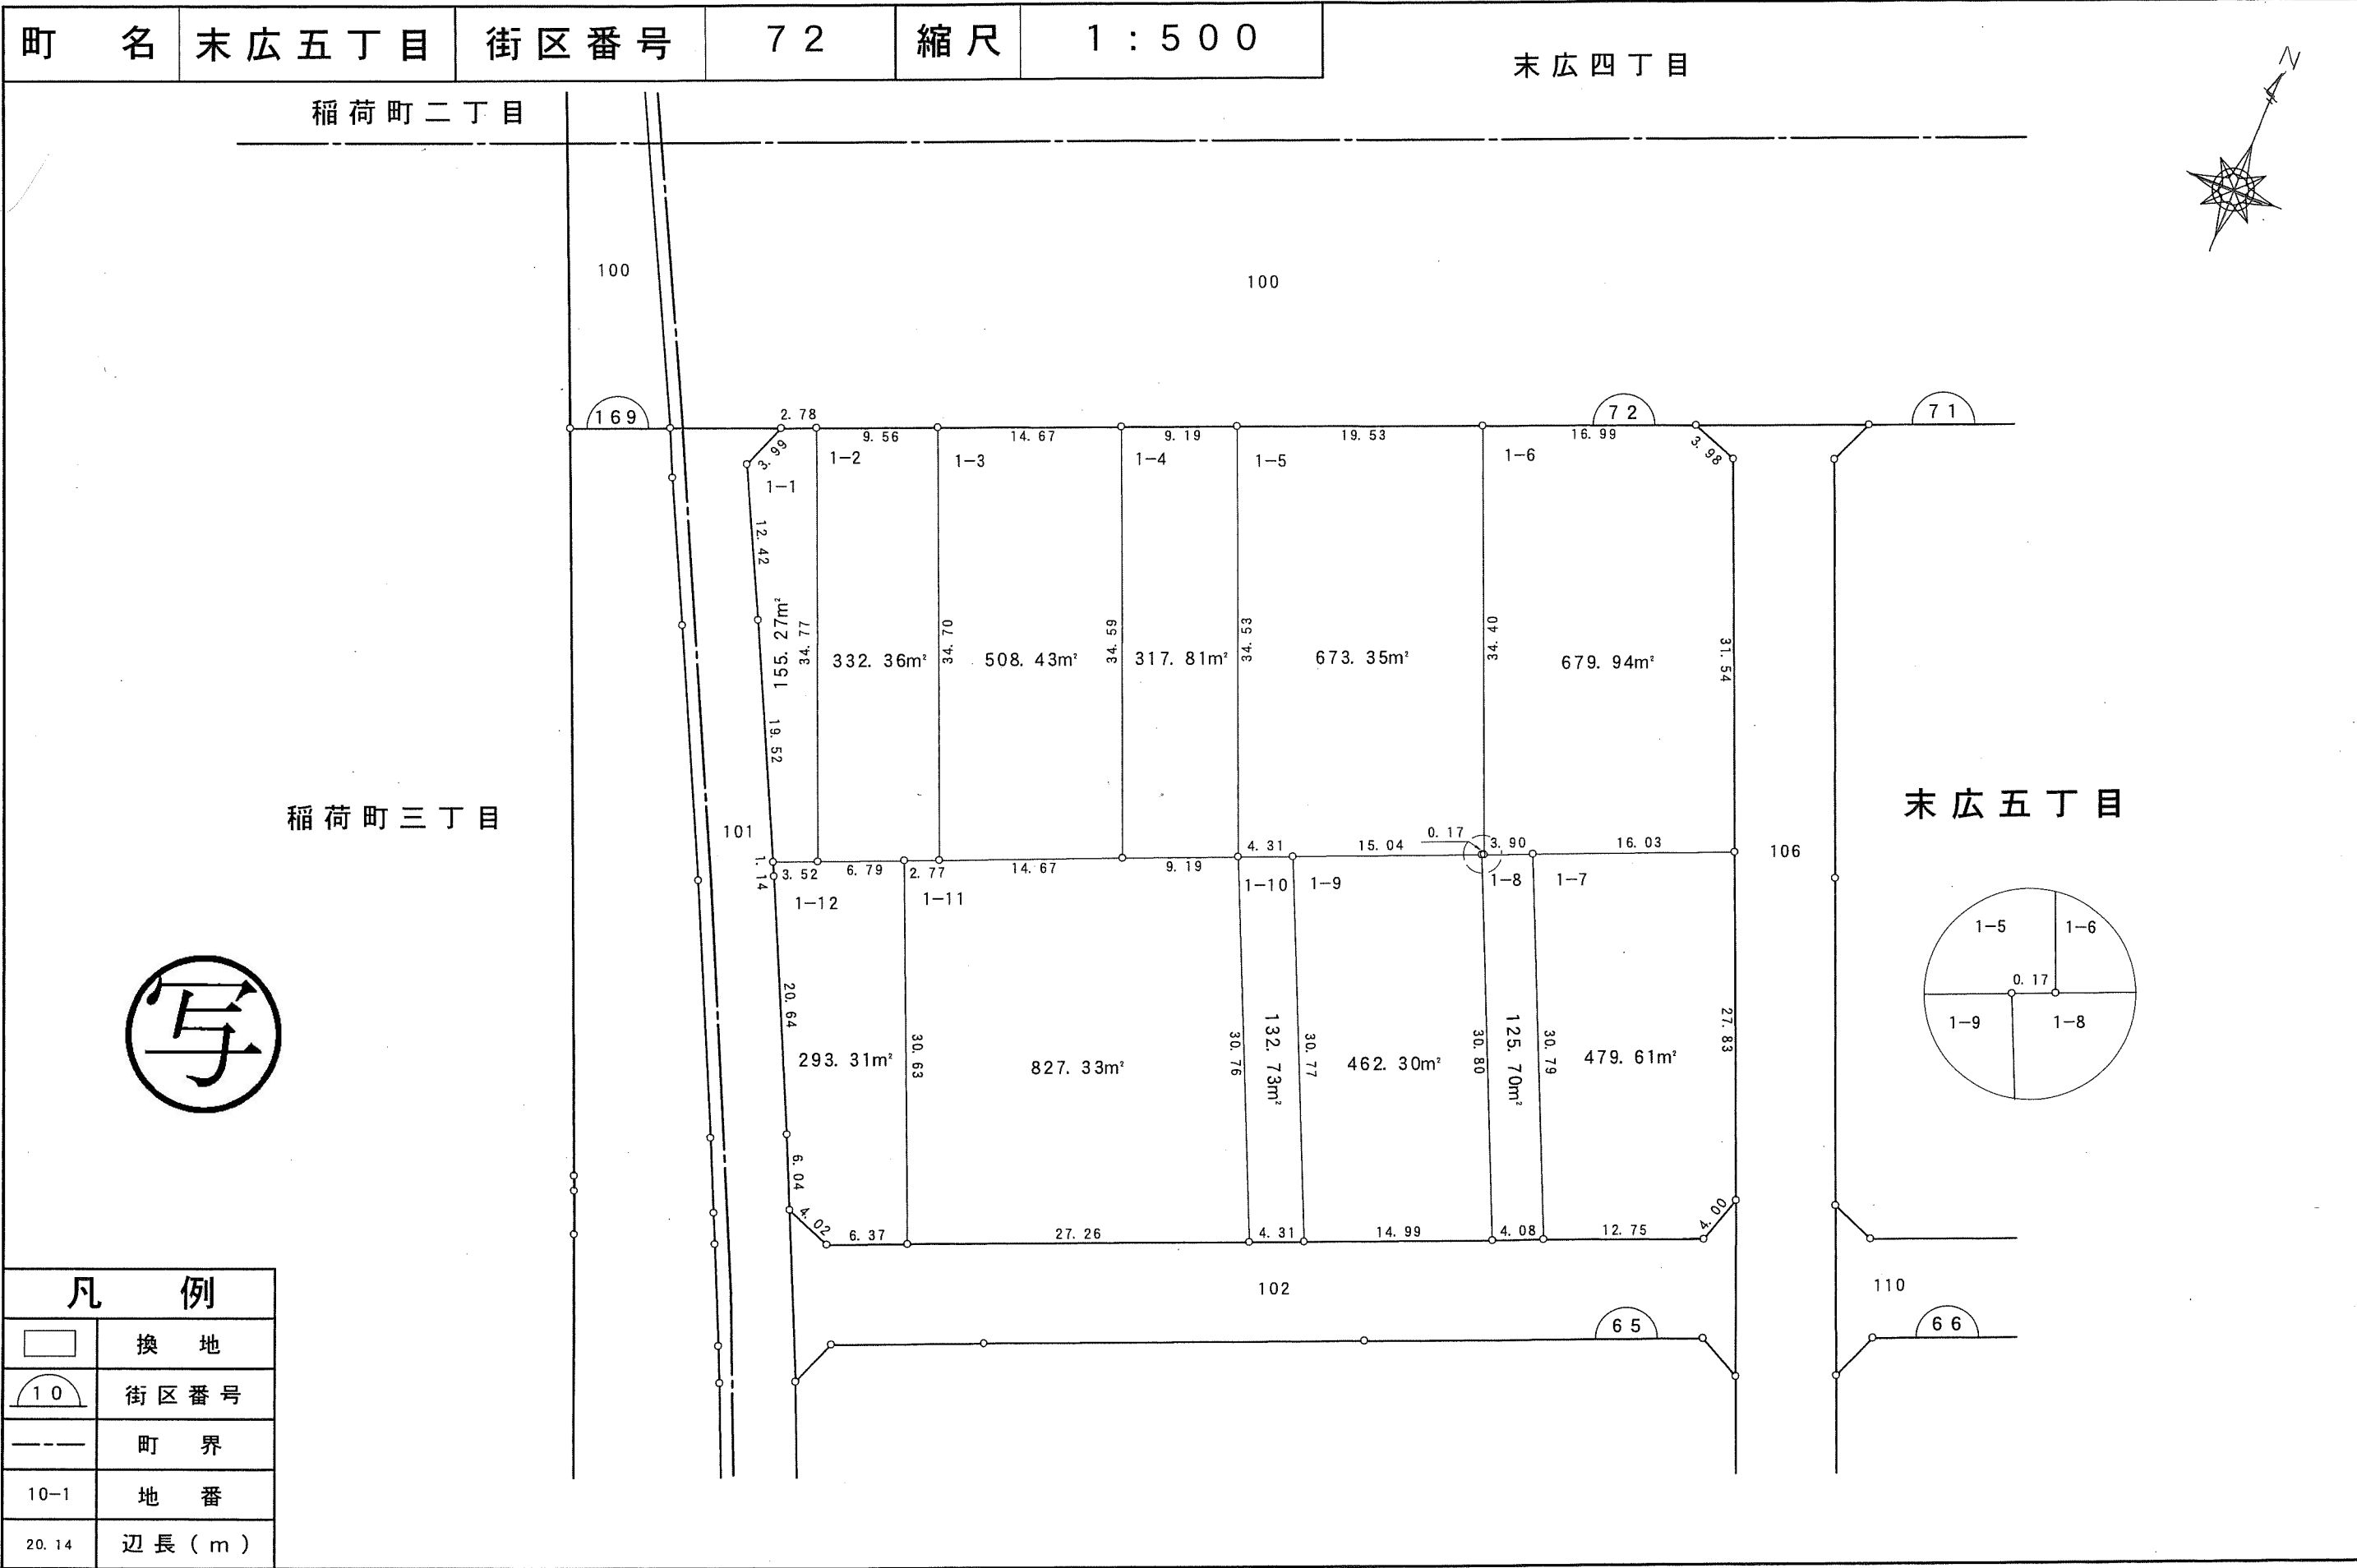 町 名 末広五丁目 街区番号 72 縮尺 1:500
末広四丁目
N
稲荷町二丁目
100
100
169
2.78
72
71
9.56
14.67
9.19
19.53
16.99
3.99
3.98
1-1
1-2
1-3
1-4
1-5
1-6
12.42
155.27m²
34.77
332.36m²
34.70
508.43m²
34.59
317.81m²
34.53
673.35m²
34.40
679.94m²
31.54
19.52
稲荷町三丁目
末広五丁目
101
106
0.17
4.31
15.04
3.90
16.03
1.14
3.52
6.79
2.77
14.67
9.19
1-12
1-11
1-10
1-9
1-8
1-7
1-5
1-6
0.17
1-9
1-8
写
20.64
293.31m²
30.63
827.33m²
30.76
132.73m²
30.77
462.30m²
30.80
125.70m²
30.79
479.61m²
27.83
6.04
4.02
4.00
6.37
27.26
4.31
14.99
4.08
12.75
102
110
65
66
凡 例
換 地
10 街区番号
町 界
10-1 地 番
20.14 辺長(m)